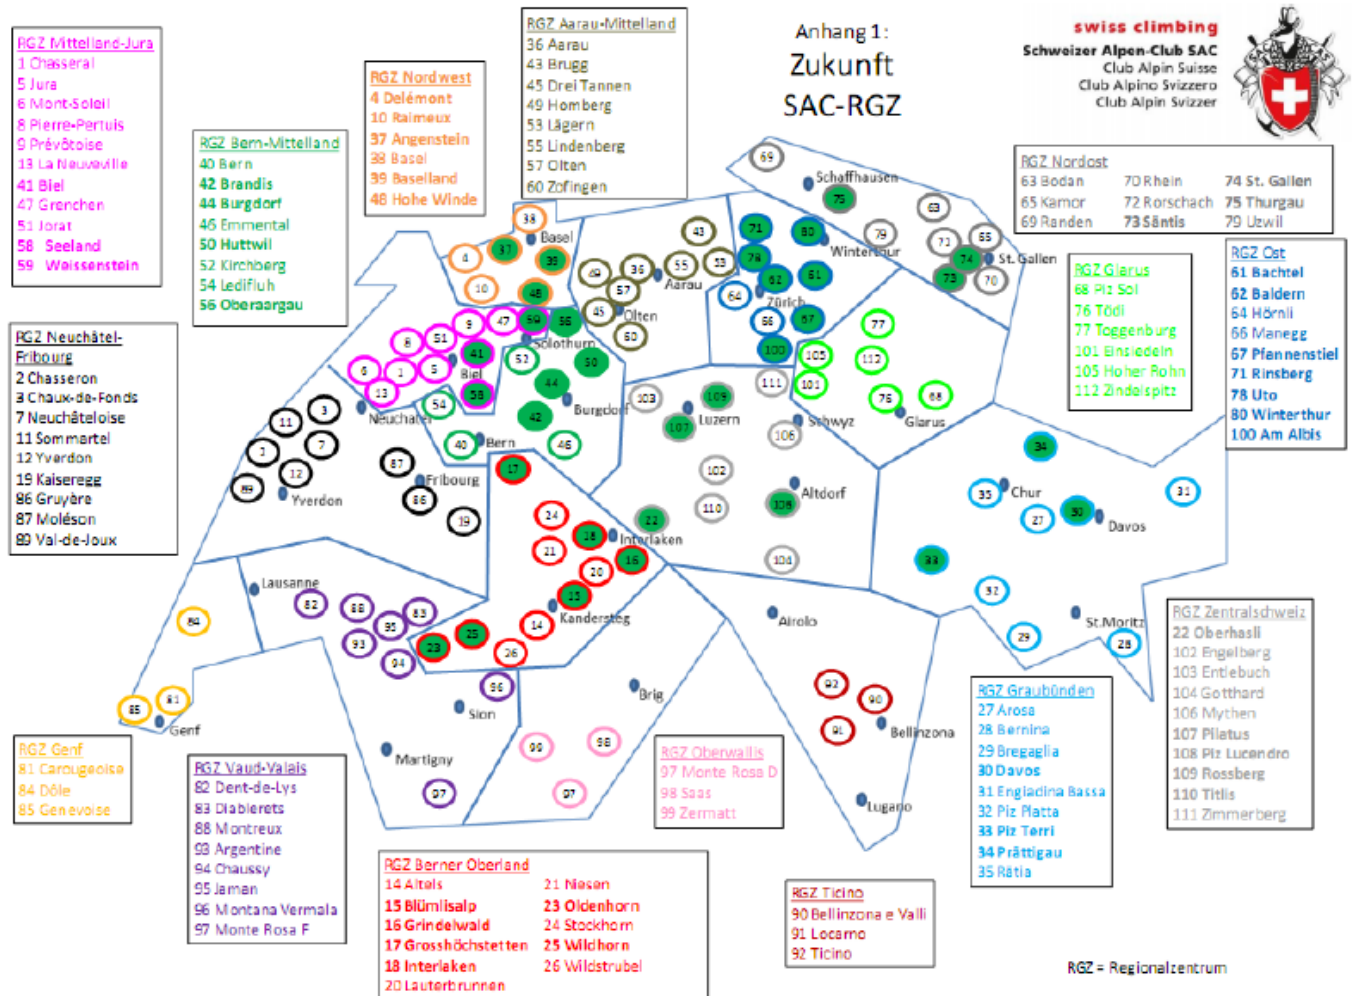 Anhang 1:
Zukunft
SAC-RGZ
swiss climbing
Schweizer Alpen-Club SAC
Club Alpin Suisse
Club Alpino Svizzero
Club Alpin Svizzer
RGZ Mittelland-Jura
1 Chasseral
5 Jura
6 Mont-Soleil
8 Pierre-Pertuis
9 Prévôtoise
13 La Neuveville
41 Biel
47 Grenchen
51 Jorat
58 Seeland
59 Weissenstein
RGZ Bern-Mittelland
40 Bern
42 Brandis
44 Burgdorf
46 Emmental
50 Huttwil
52 Kirchberg
54 Ledifluh
56 Oberaargau
RGZ Nordwest
4 Delémont
10 Raimeux
37 Angenstein
38 Basel
39 Baselland
48 Hohe Winde
RGZ Aarau-Mittelland
36 Aarau
43 Brugg
45 Drei Tannen
49 Homberg
53 Lägern
55 Lindenberg
57 Olten
60 Zofingen
RGZ Nordost
63 Bodan
65 Kamor
69 Randen
70 Rhein
72 Rorschach
73 Säntis
74 St. Gallen
75 Thurgau
79 Uzwil
RGZ Ost
61 Bachtel
62 Baldern
64 Hörnli
66 Manegg
67 Pfannenstiel
71 Rinsberg
78 Uto
80 Winterthur
100 Am Albis
RGZ Glarus
68 Piz Sol
76 Tödi
77 Toggenburg
101 Einsiedeln
105 Hoher Rohn
112 Zindelspitz
RGZ Neuchâtel-
Fribourg
2 Chasseron
3 Chaux-de-Fonds
7 Neuchâteloise
11 Sommartel
12 Yverdon
19 Kaiseregg
86 Gruyère
87 Moléson
89 Val-de-Joux
Schaffhausen
Basel
Winterthur
St. Gallen
Aarau
Zürich
Olten
Solothurn
Biel
Neuchatel
Burgdorf
Luzern
Schwyz
Glarus
Bern
Fribourg
Yverdon
Altdorf
Chur
Davos
Interlaken
Lausanne
Kandersteg
Airolo
St.Moritz
Brig
Sion
Genf
Martigny
Bellinzona
Lugano
RGZ Genf
81 Carougeoise
84 Dôle
85 Genevoise
RGZ Vaud-Valais
82 Dent-de-Lys
83 Diablerets
88 Montreux
93 Argentine
94 Chaussy
95 Jaman
96 Montana Vermala
97 Monte Rosa F
RGZ Berner Oberland
14 Altels
15 Blümlisalp
16 Grindelwald
17 Grosshöchstetten
18 Interlaken
20 Lauterbrunnen
21 Niesen
23 Oldenhorn
24 Stockhorn
25 Wildhorn
26 Wildstrubel
RGZ Oberwallis
97 Monte Rosa D
98 Saas
99 Zermatt
RGZ Ticino
90 Bellinzona e Valli
91 Locarno
92 Ticino
RGZ Graubünden
27 Arosa
28 Bernina
29 Bregaglia
30 Davos
31 Engiadina Bassa
32 Piz Platta
33 Piz Terri
34 Prättigau
35 Rätia
RGZ Zentralschweiz
22 Oberhasli
102 Engelberg
103 Entlebuch
104 Gotthard
106 Mythen
107 Pilatus
108 Piz Lucendro
109 Rossberg
110 Titlis
111 Zimmerberg
RGZ = Regionalzentrum